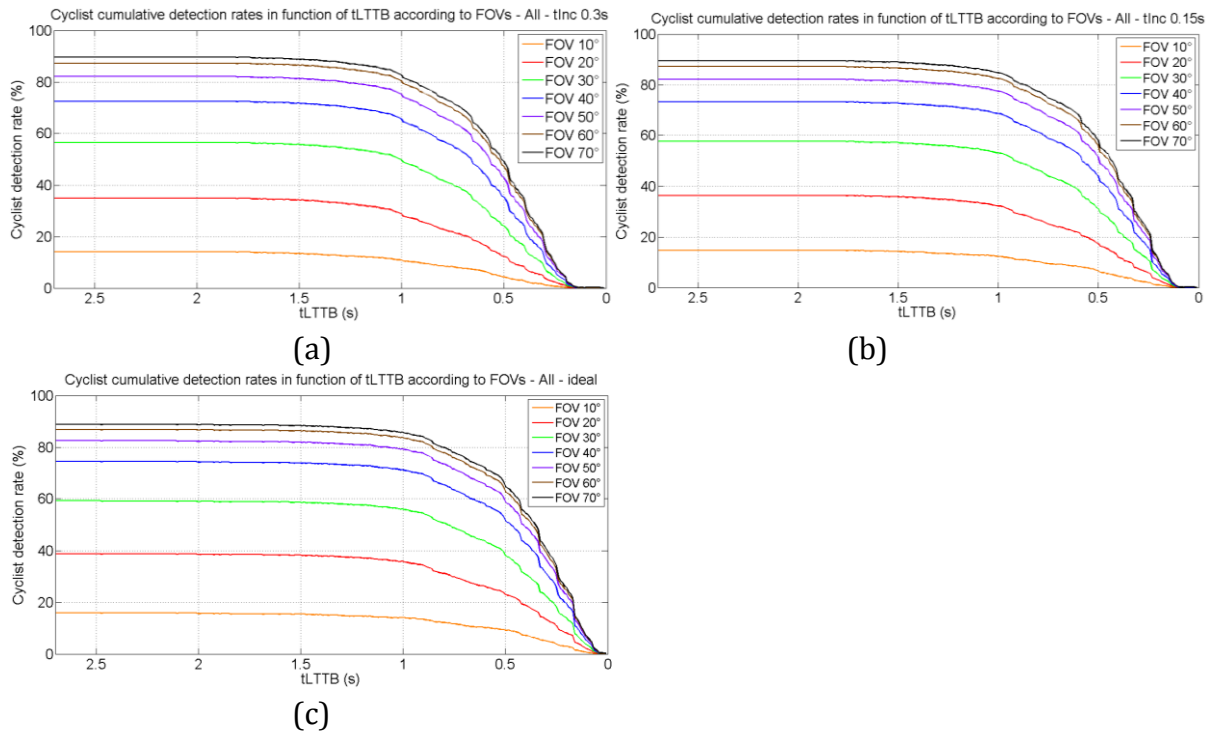 Cyclist cumulative detection rates in function of tLTTB according to FOVs - All - tInc 0.3s
Cyclist detection rate (%)
100
80
60
40
20
0
FOV 10°
FOV 20°
FOV 30°
FOV 40°
FOV 50°
FOV 60°
FOV 70°
2.5 2 1.5 1 0.5 0
tLTTB (s)
(a)
Cyclist cumulative detection rates in function of tLTTB according to FOVs - All - tInc 0.15s
Cyclist detection rate (%)
100
80
60
40
20
0
FOV 10°
FOV 20°
FOV 30°
FOV 40°
FOV 50°
FOV 60°
FOV 70°
2.5 2 1.5 1 0.5 0
tLTTB (s)
(b)
Cyclist cumulative detection rates in function of tLTTB according to FOVs - All - ideal
Cyclist detection rate (%)
100
80
60
40
20
0
FOV 10°
FOV 20°
FOV 30°
FOV 40°
FOV 50°
FOV 60°
FOV 70°
2.5 2 1.5 1 0.5 0
tLTTB (s)
(c)